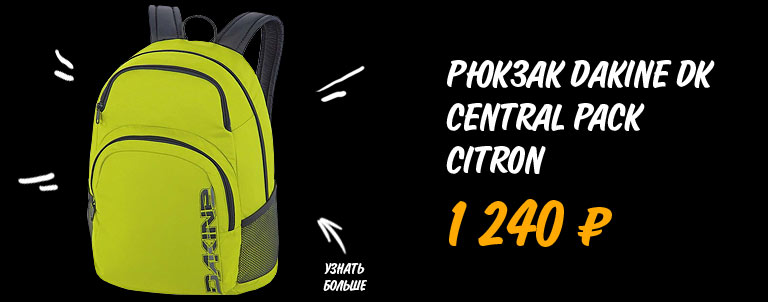 РЮКЗАК DAKINE DK
CENTRAL PACK
CITRON
1 240 ₽
УЗНАТЬ
БОЛЬШЕ
DAKINE